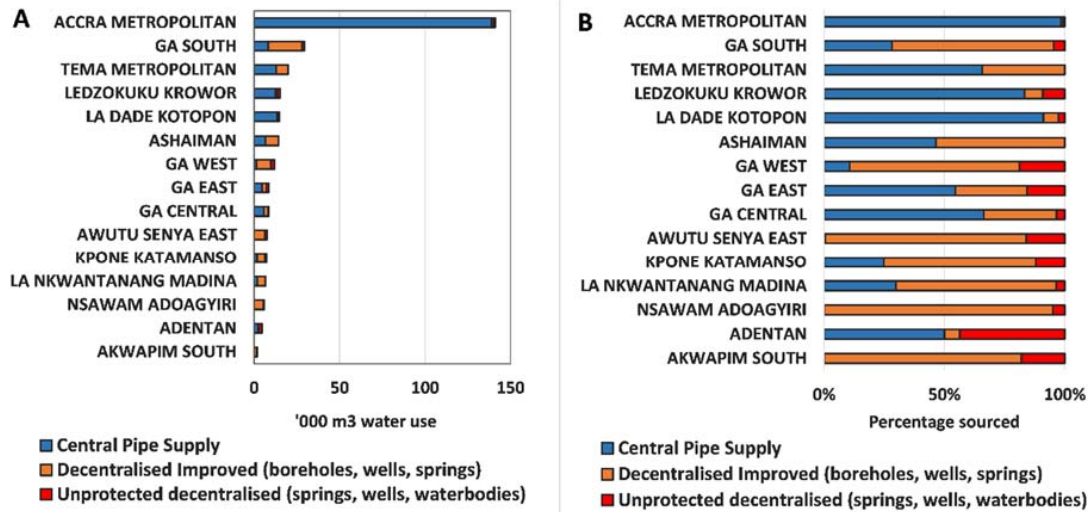 A
ACCRA METROPOLITAN
GA SOUTH
TEMA METROPOLITAN
LEDZOKUKU KROWOR
LA DADE KOTOPON
ASHAIMAN
GA WEST
GA EAST
GA CENTRAL
AWUTU SENYA EAST
KPONE KATAMANSO
LA NKWANTANANG MADINA
NSAWAM ADOAGYIRI
ADENTAN
AKWAPIM SOUTH
0 50 100 150
'000 m3 water use
Central Pipe Supply
Decentralised Improved (boreholes, wells, springs)
Unprotected decentralised (springs, wells, waterbodies)
B
ACCRA METROPOLITAN
GA SOUTH
TEMA METROPOLITAN
LEDZOKUKU KROWOR
LA DADE KOTOPON
ASHAIMAN
GA WEST
GA EAST
GA CENTRAL
AWUTU SENYA EAST
KPONE KATAMANSO
LA NKWANTANANG MADINA
NSAWAM ADOAGYIRI
ADENTAN
AKWAPIM SOUTH
0% 50% 100%
Percentage sourced
Central Pipe Supply
Decentralised Improved (boreholes, wells, springs)
Unprotected decentralised (springs, wells, waterbodies)